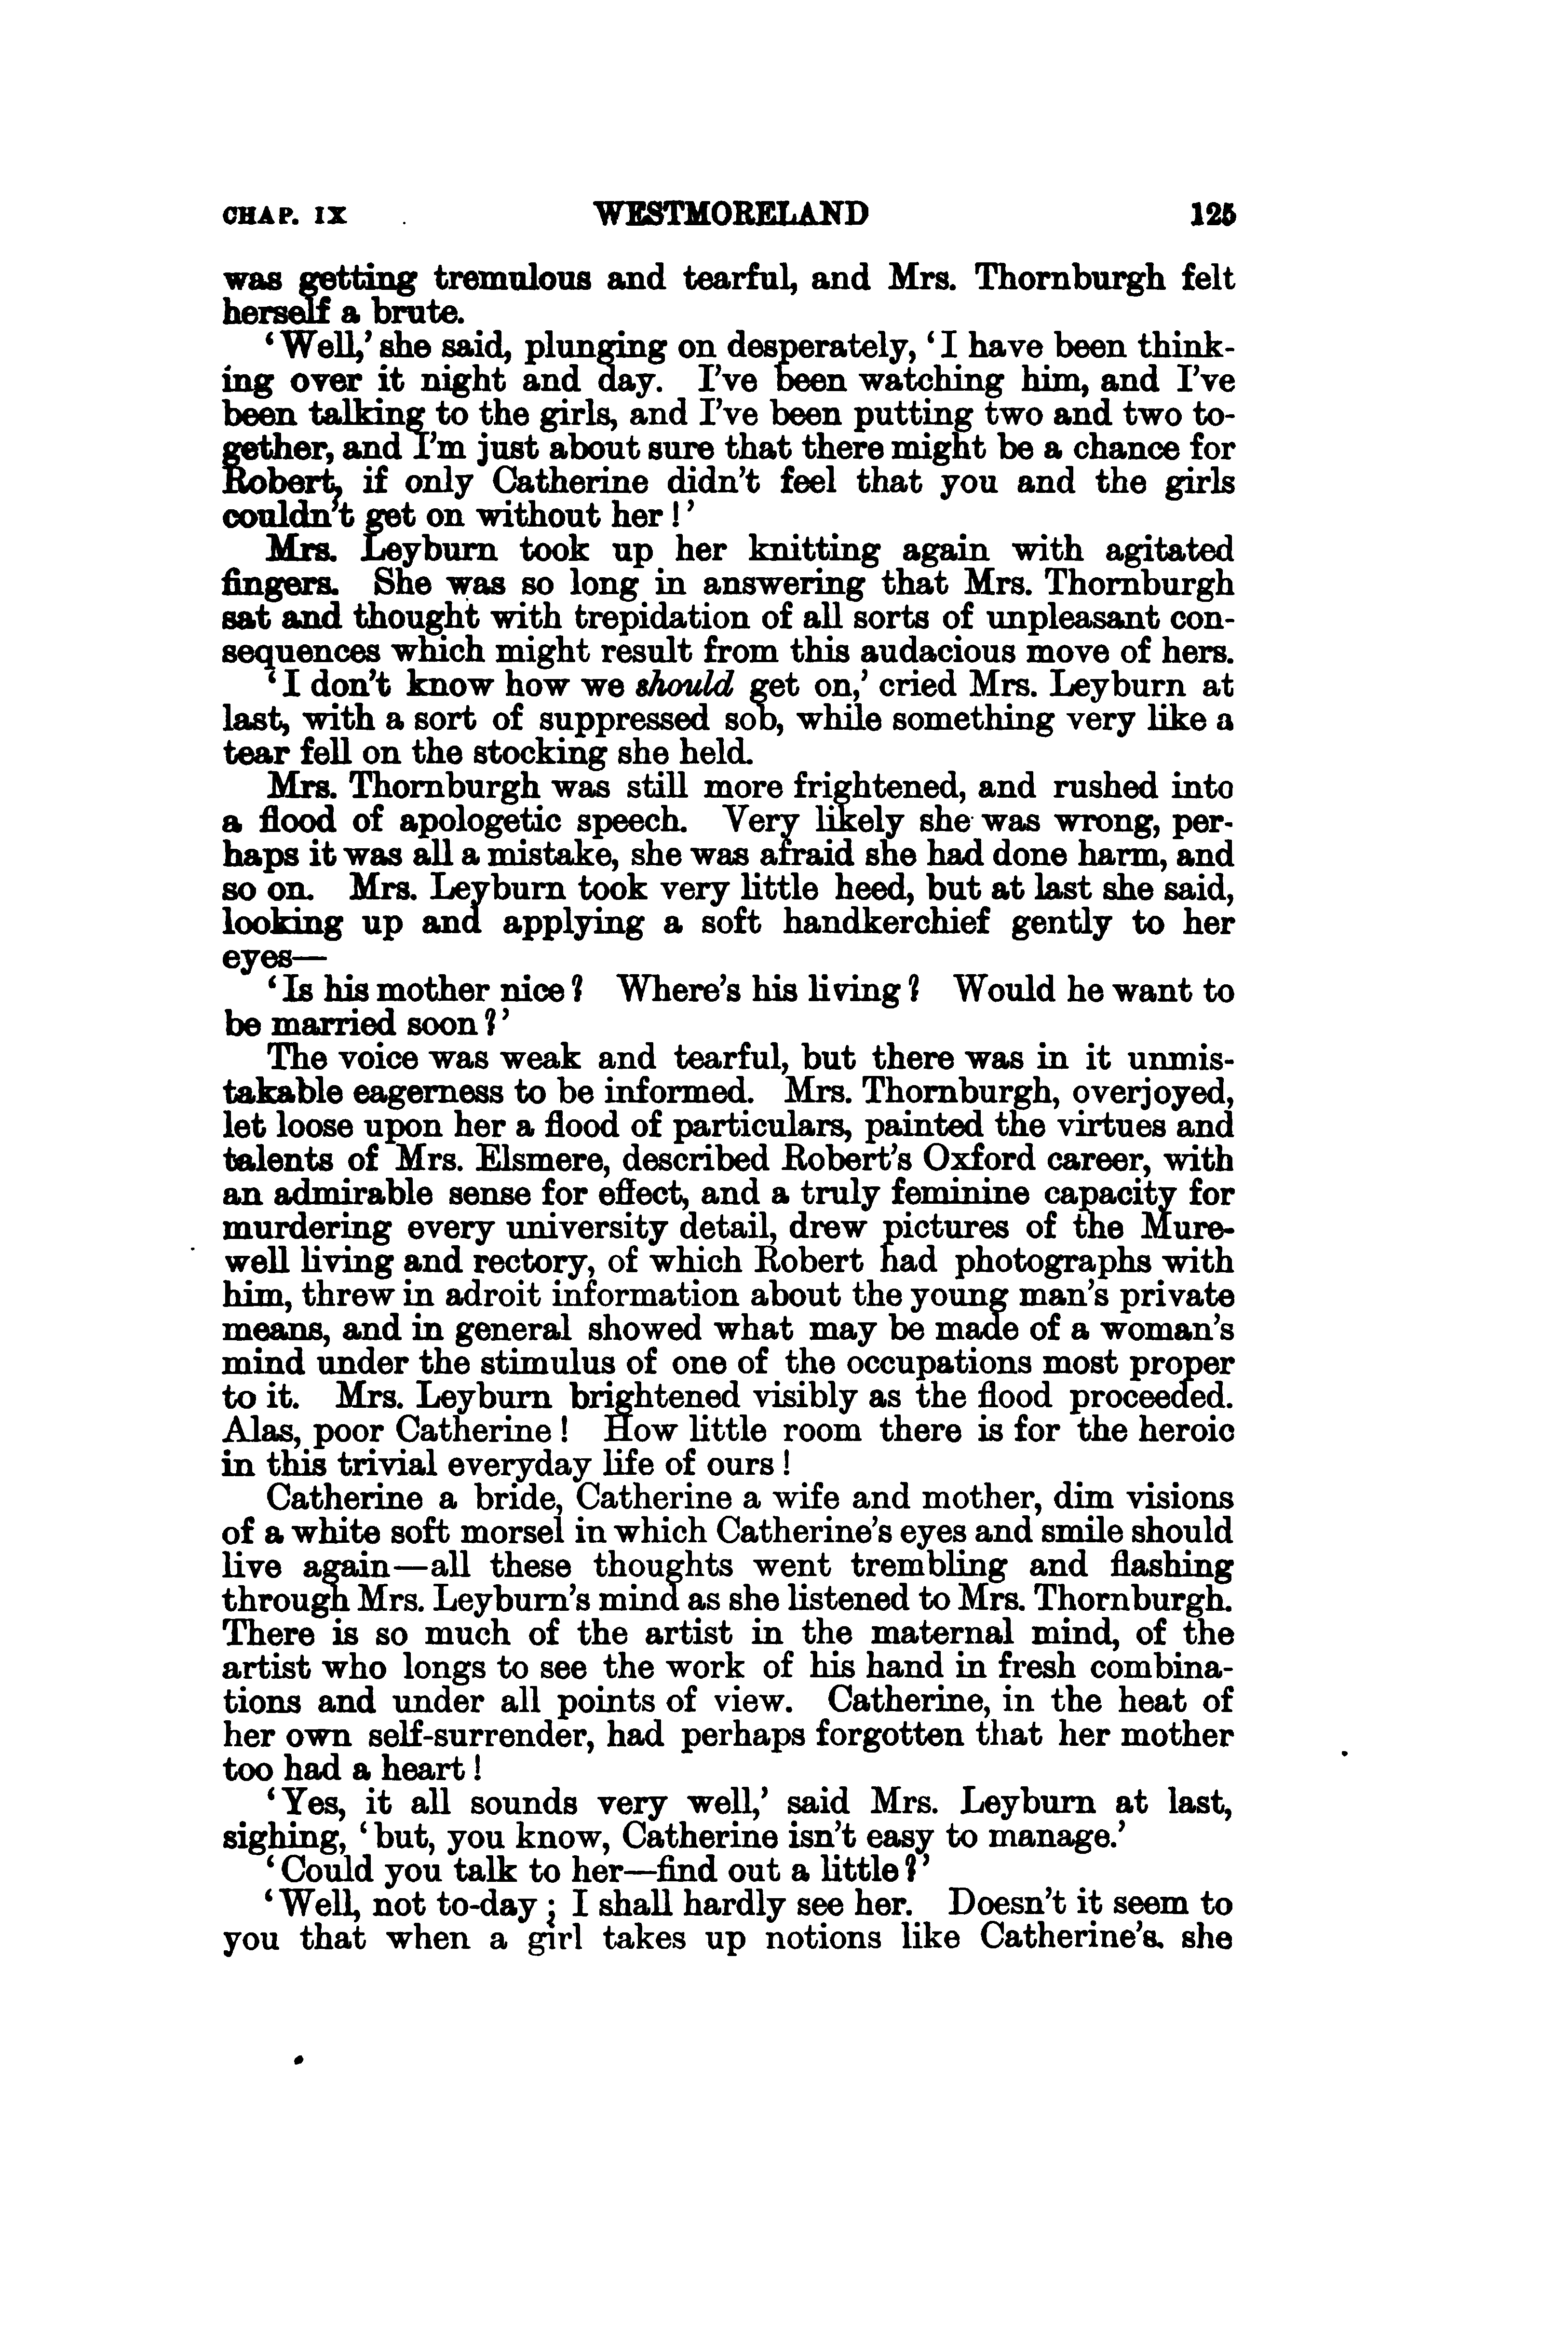 CHAP. IX WESTMORELAND 125
was getting tremulous and tearful, and Mrs. Thornburgh felt
herself a brute.
‘Well,’ she said, plunging on desperately, ‘I have been think-
ing over it night and day. I've been watching him, and I've
been talking to the girls, and I've been putting two and two to-
gether, and I'm just about sure that there might be a chance for
Robert, if only Catherine didn't feel that you and the girls
couldn't get on without her!’
Mrs. Leyburn took up her knitting again with agitated
fingers. She was so long in answering that Mrs. Thornburgh
sat and thought with trepidation of all sorts of unpleasant con-
sequences which might result from this audacious move of hers.
‘I don't know how we should get on,’ cried Mrs. Leyburn at
last, with a sort of suppressed sob, while something very like a
tear fell on the stocking she held.
Mrs. Thornburgh was still more frightened, and rushed into
a flood of apologetic speech. Very likely she was wrong, per-
haps it was all a mistake, she was afraid she had done harm, and
so on. Mrs. Leyburn took very little heed, but at last she said,
looking up and applying a soft handkerchief gently to her
eyes—
‘Is his mother nice? Where's his living? Would he want to
be married soon?’
The voice was weak and tearful, but there was in it unmis-
takable eagerness to be informed. Mrs. Thornburgh, overjoyed,
let loose upon her a flood of particulars, painted the virtues and
talents of Mrs. Elsmere, described Robert's Oxford career, with
an admirable sense for effect, and a truly feminine capacity for
murdering every university detail, drew pictures of the Mure-
well living and rectory, of which Robert had photographs with
him, threw in adroit information about the young man's private
means, and in general showed what may be made of a woman's
mind under the stimulus of one of the occupations most proper
to it. Mrs. Leyburn brightened visibly as the flood proceeded.
Alas, poor Catherine! How little room there is for the heroic
in this trivial everyday life of ours!
Catherine a bride, Catherine a wife and mother, dim visions
of a white soft morsel in which Catherine's eyes and smile should
live again—all these thoughts went trembling and flashing
through Mrs. Leyburn's mind as she listened to Mrs. Thornburgh.
There is so much of the artist in the maternal mind, of the
artist who longs to see the work of his hand in fresh combina-
tions and under all points of view. Catherine, in the heat of
her own self-surrender, had perhaps forgotten that her mother
too had a heart!
‘Yes, it all sounds very well,’ said Mrs. Leyburn at last,
sighing, ‘but, you know, Catherine isn't easy to manage.’
‘Could you talk to her—find out a little?’
‘Well, not to-day; I shall hardly see her. Doesn't it seem to
you that when a girl takes up notions like Catherine's, she